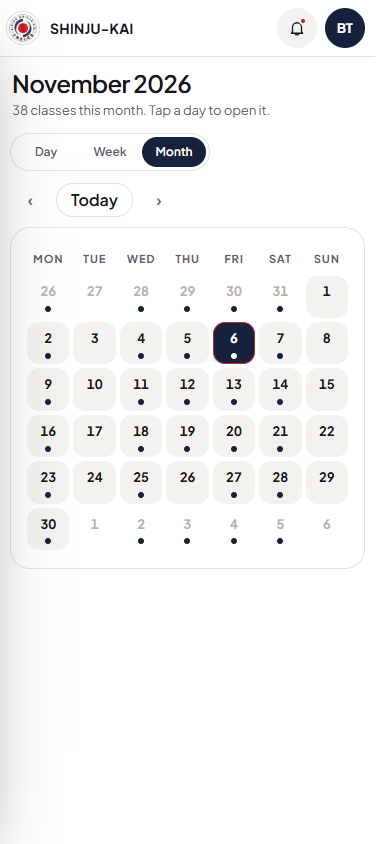 SHINJU-KAI
BT
November 2026
38 classes this month. Tap a day to open it.
Day Week Month
‹ Today ›
MON TUE WED THU FRI SAT SUN
26 27 28 29 30 31 1
2 3 4 5 6 7 8
9 10 11 12 13 14 15
16 17 18 19 20 21 22
23 24 25 26 27 28 29
30 1 2 3 4 5 6